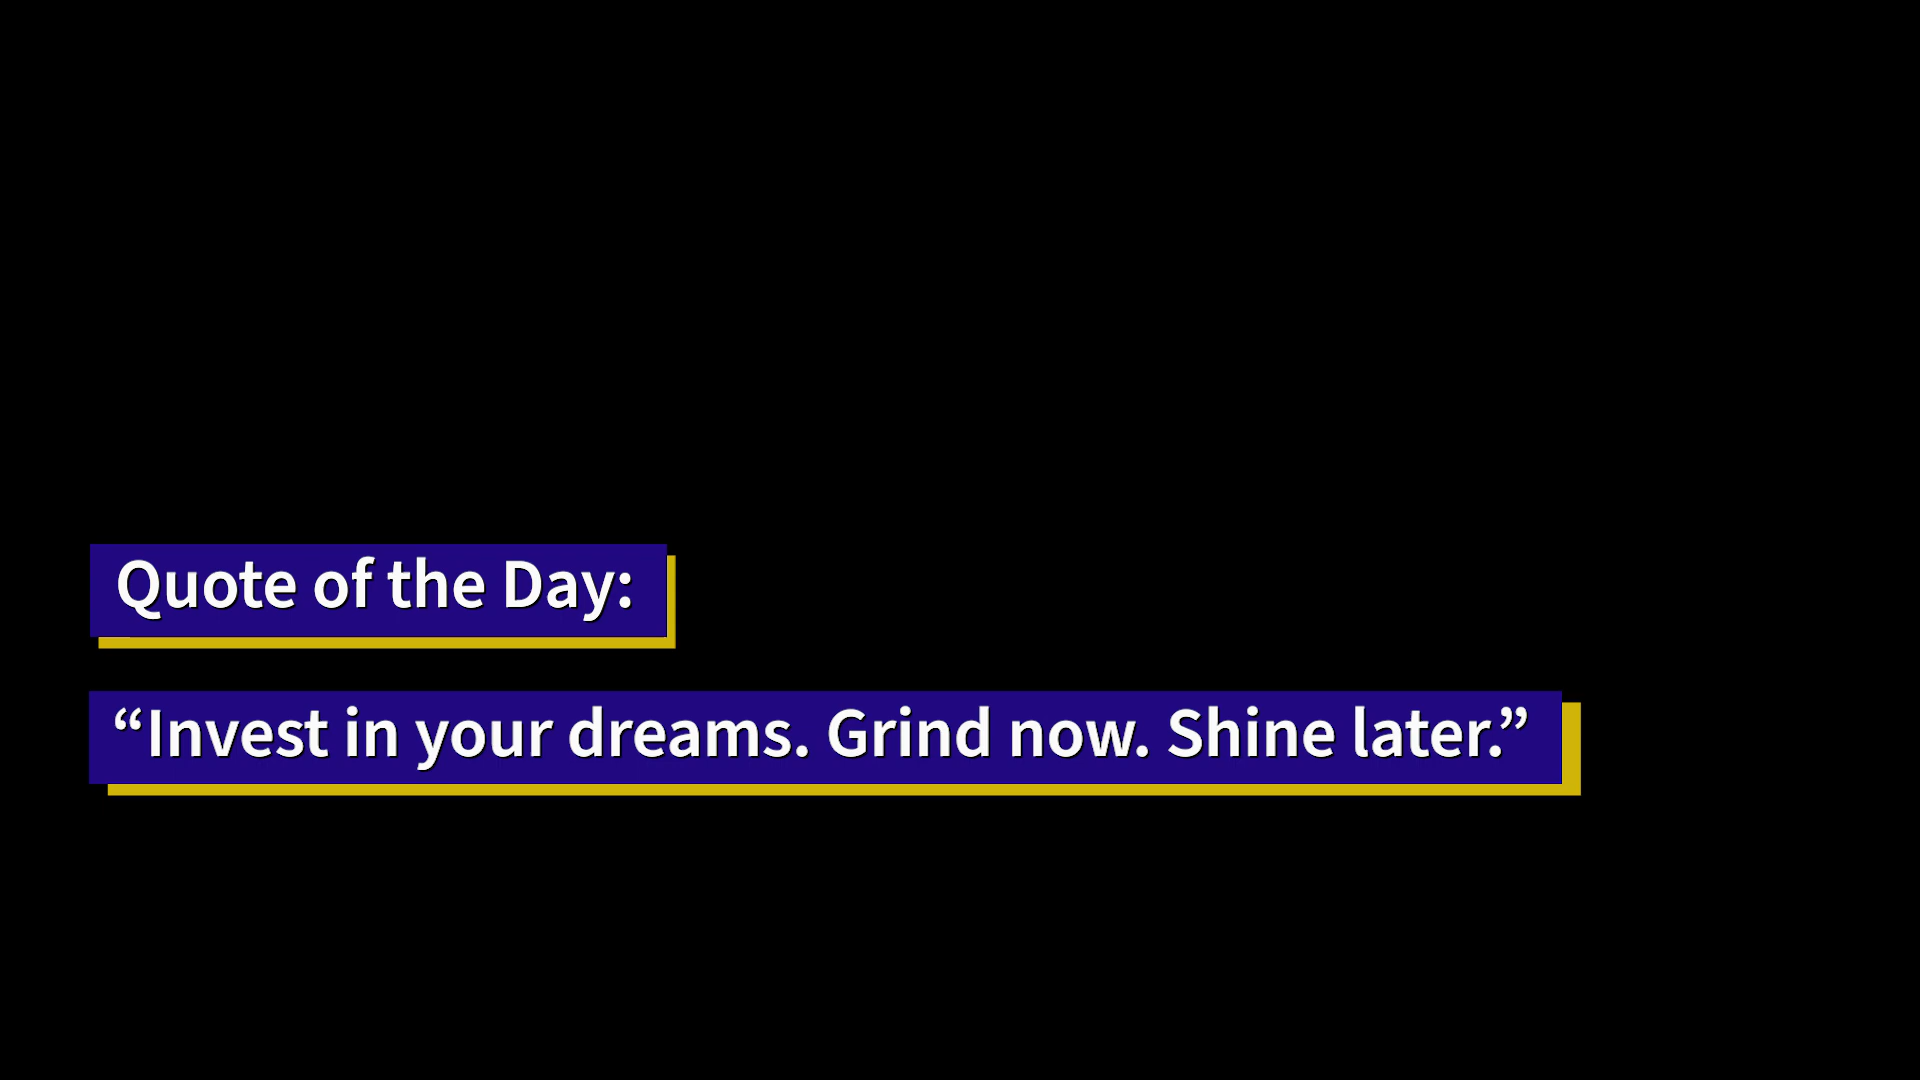 Quote of the Day:
“Invest in your dreams. Grind now. Shine later.”